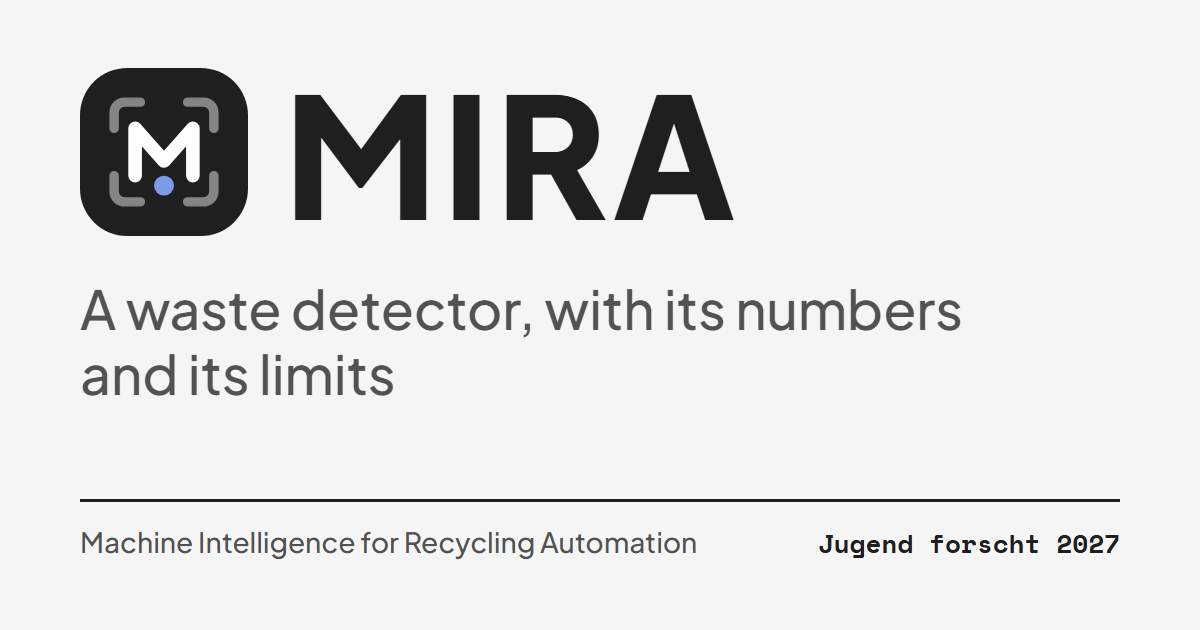 M
MIRA
A waste detector, with its numbers
and its limits
Machine Intelligence for Recycling Automation
Jugend forscht 2027